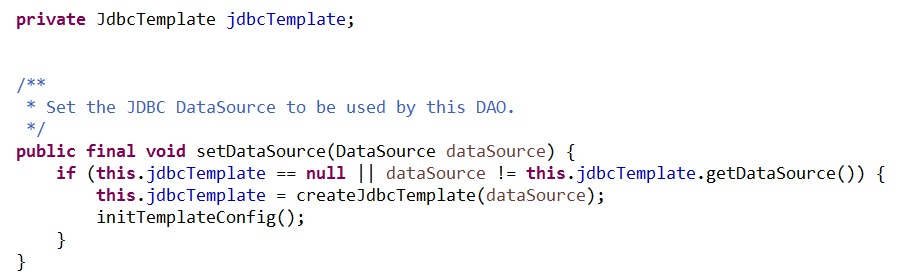 private JdbcTemplate jdbcTemplate;
/**
 * Set the JDBC DataSource to be used by this DAO.
 */
public final void setDataSource(DataSource dataSource) {
    if (this.jdbcTemplate == null || dataSource != this.jdbcTemplate.getDataSource()) {
        this.jdbcTemplate = createJdbcTemplate(dataSource);
        initTemplateConfig();
    }
}